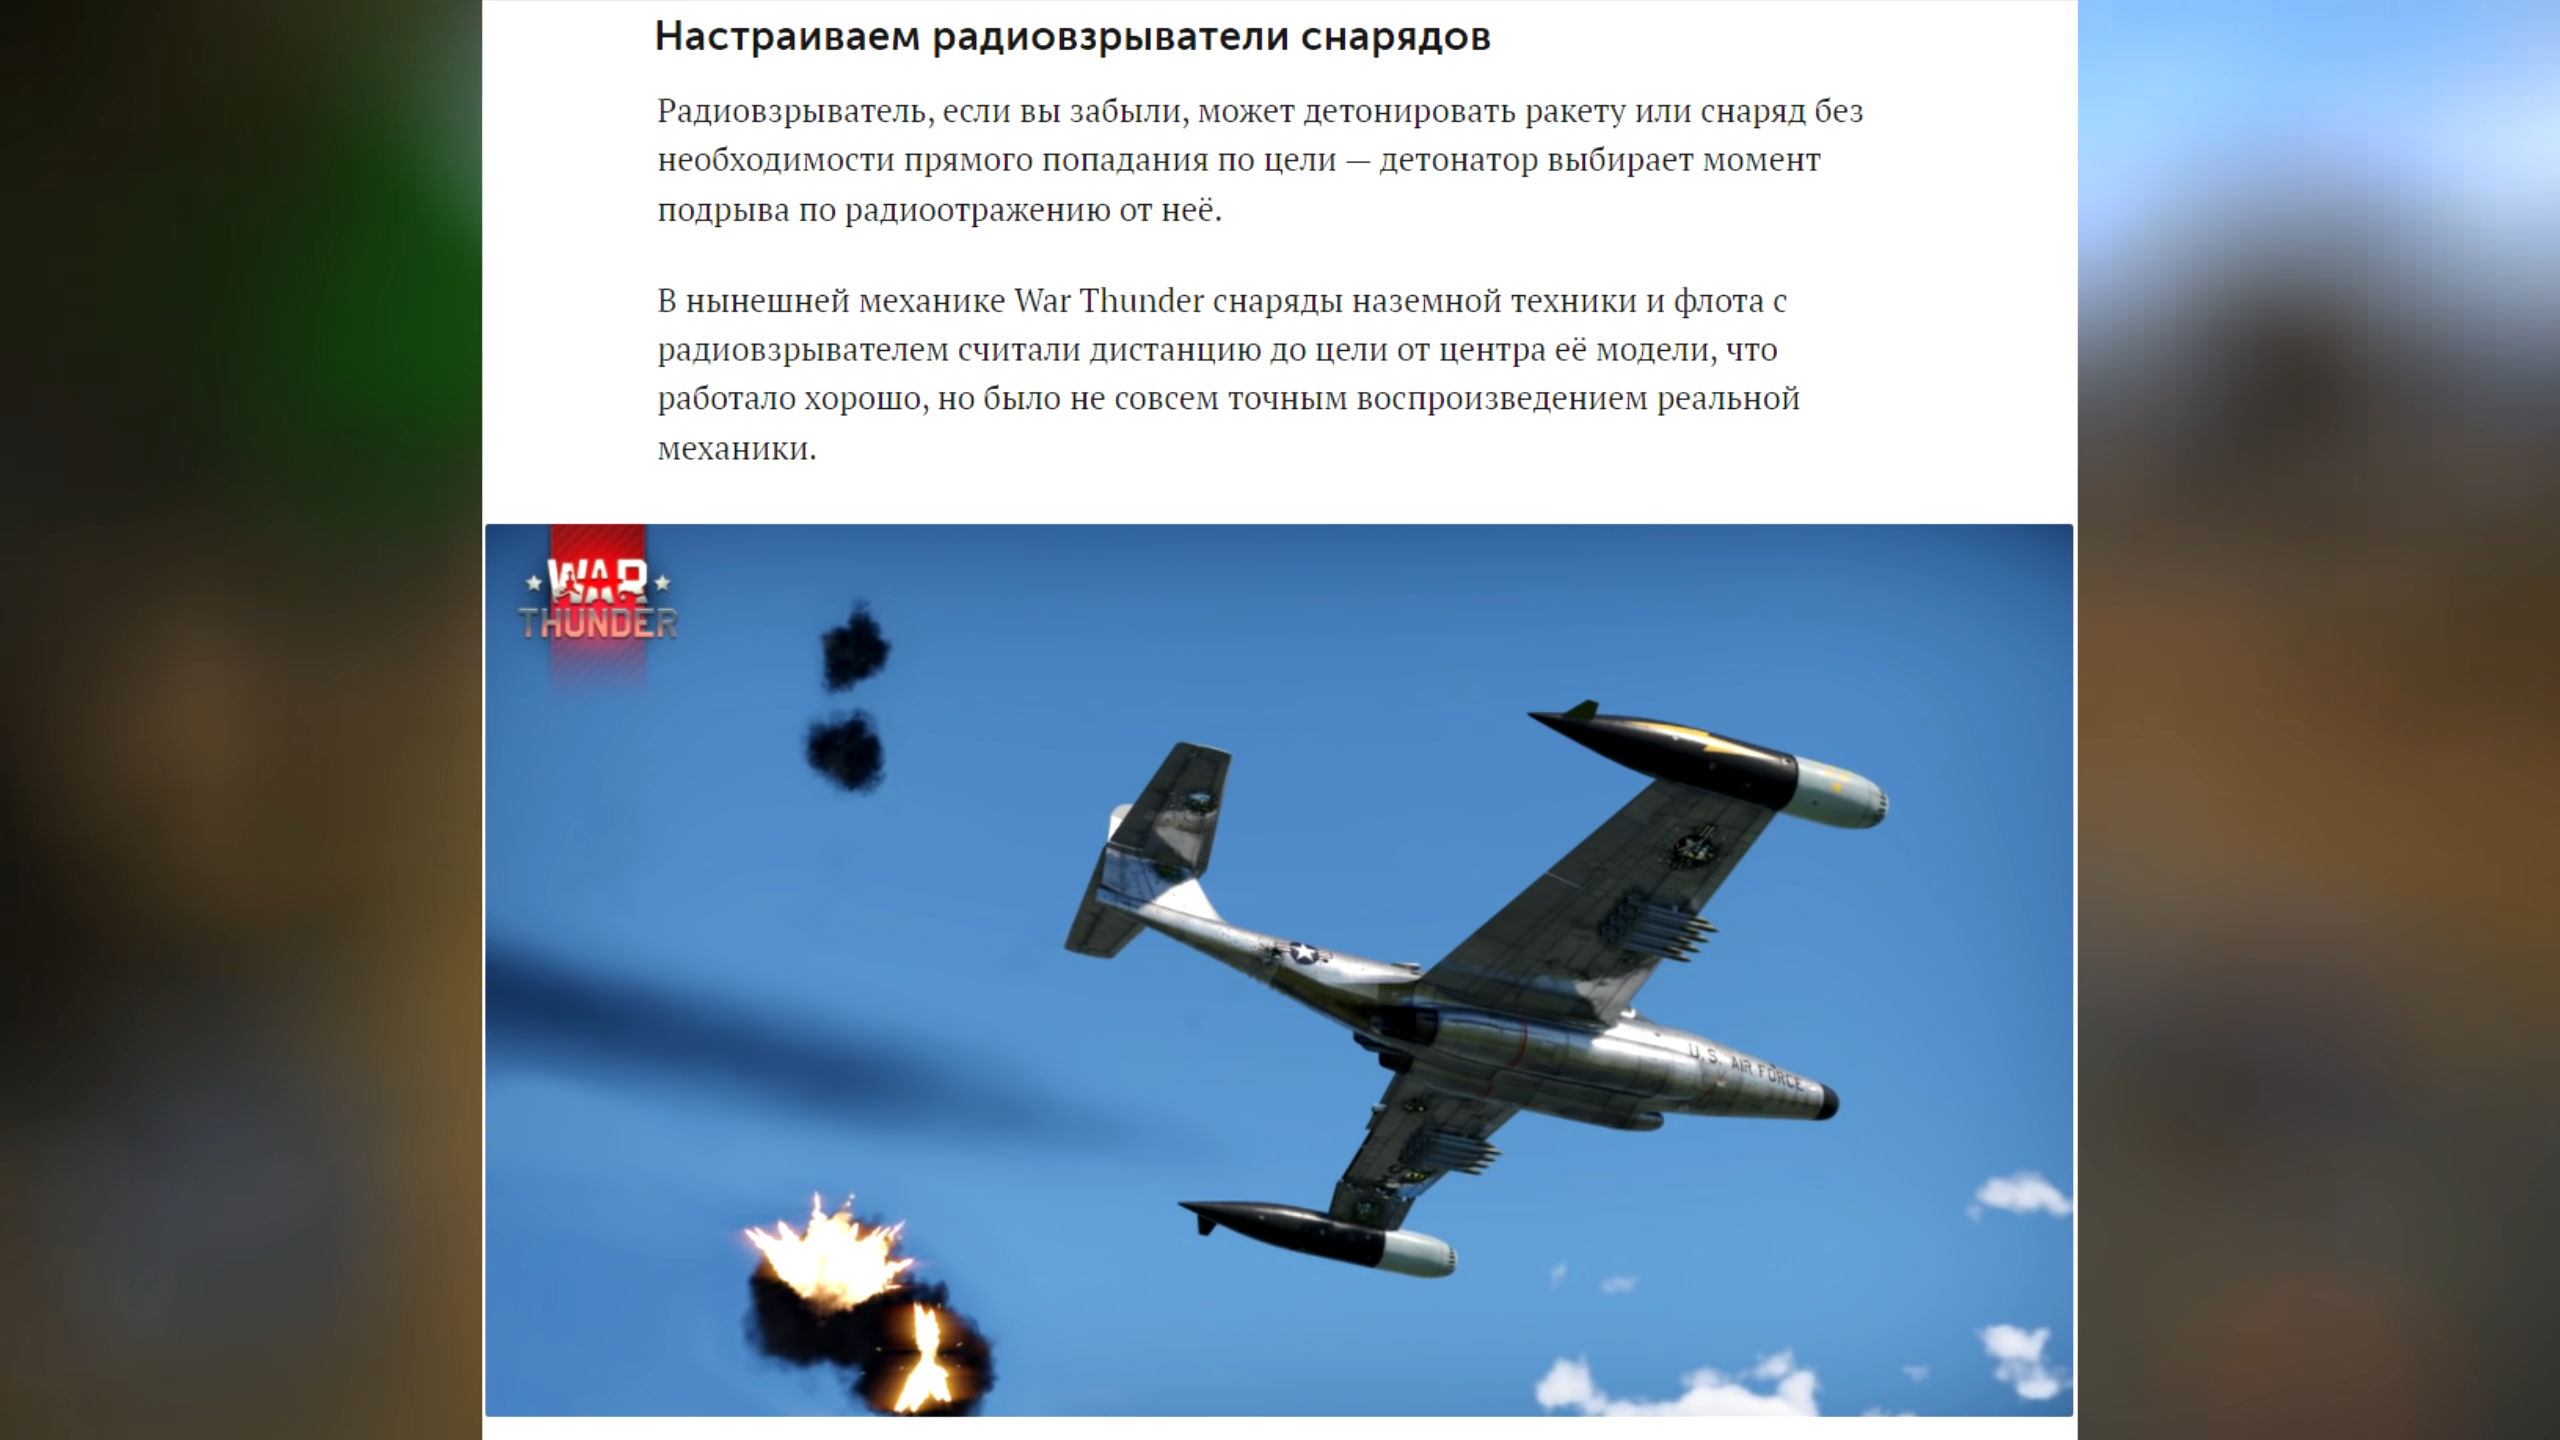 Настраиваем радиовзрыватели снарядов
Радиовзрыватель, если вы забыли, может детонировать ракету или снаряд без
необходимости прямого попадания по цели — детонатор выбирает момент
подрыва по радиоотражению от неё.
В нынешней механике War Thunder снаряды наземной техники и флота с
радиовзрывателем считали дистанцию до цели от центра её модели, что
работало хорошо, но было не совсем точным воспроизведением реальной
механики.
WAR
THUNDER
U.S. AIR FORCE